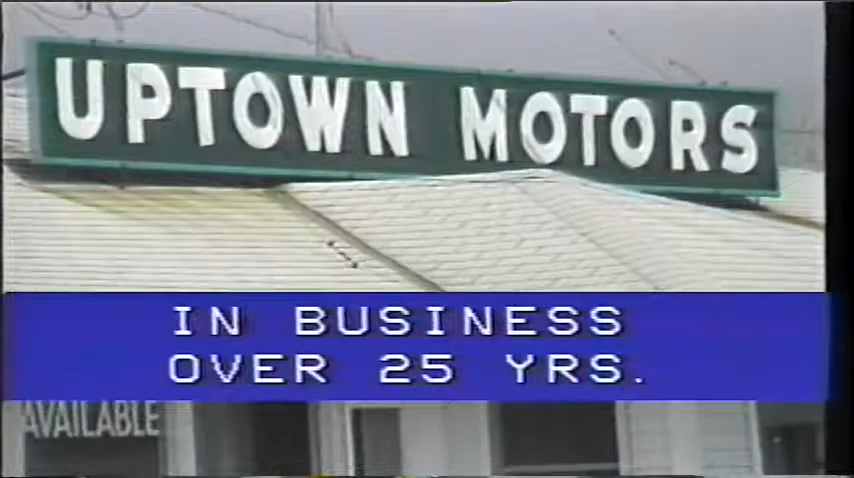 UPTOWN MOTORS
IN BUSINESS
OVER 25 YRS.
AVAILABLE